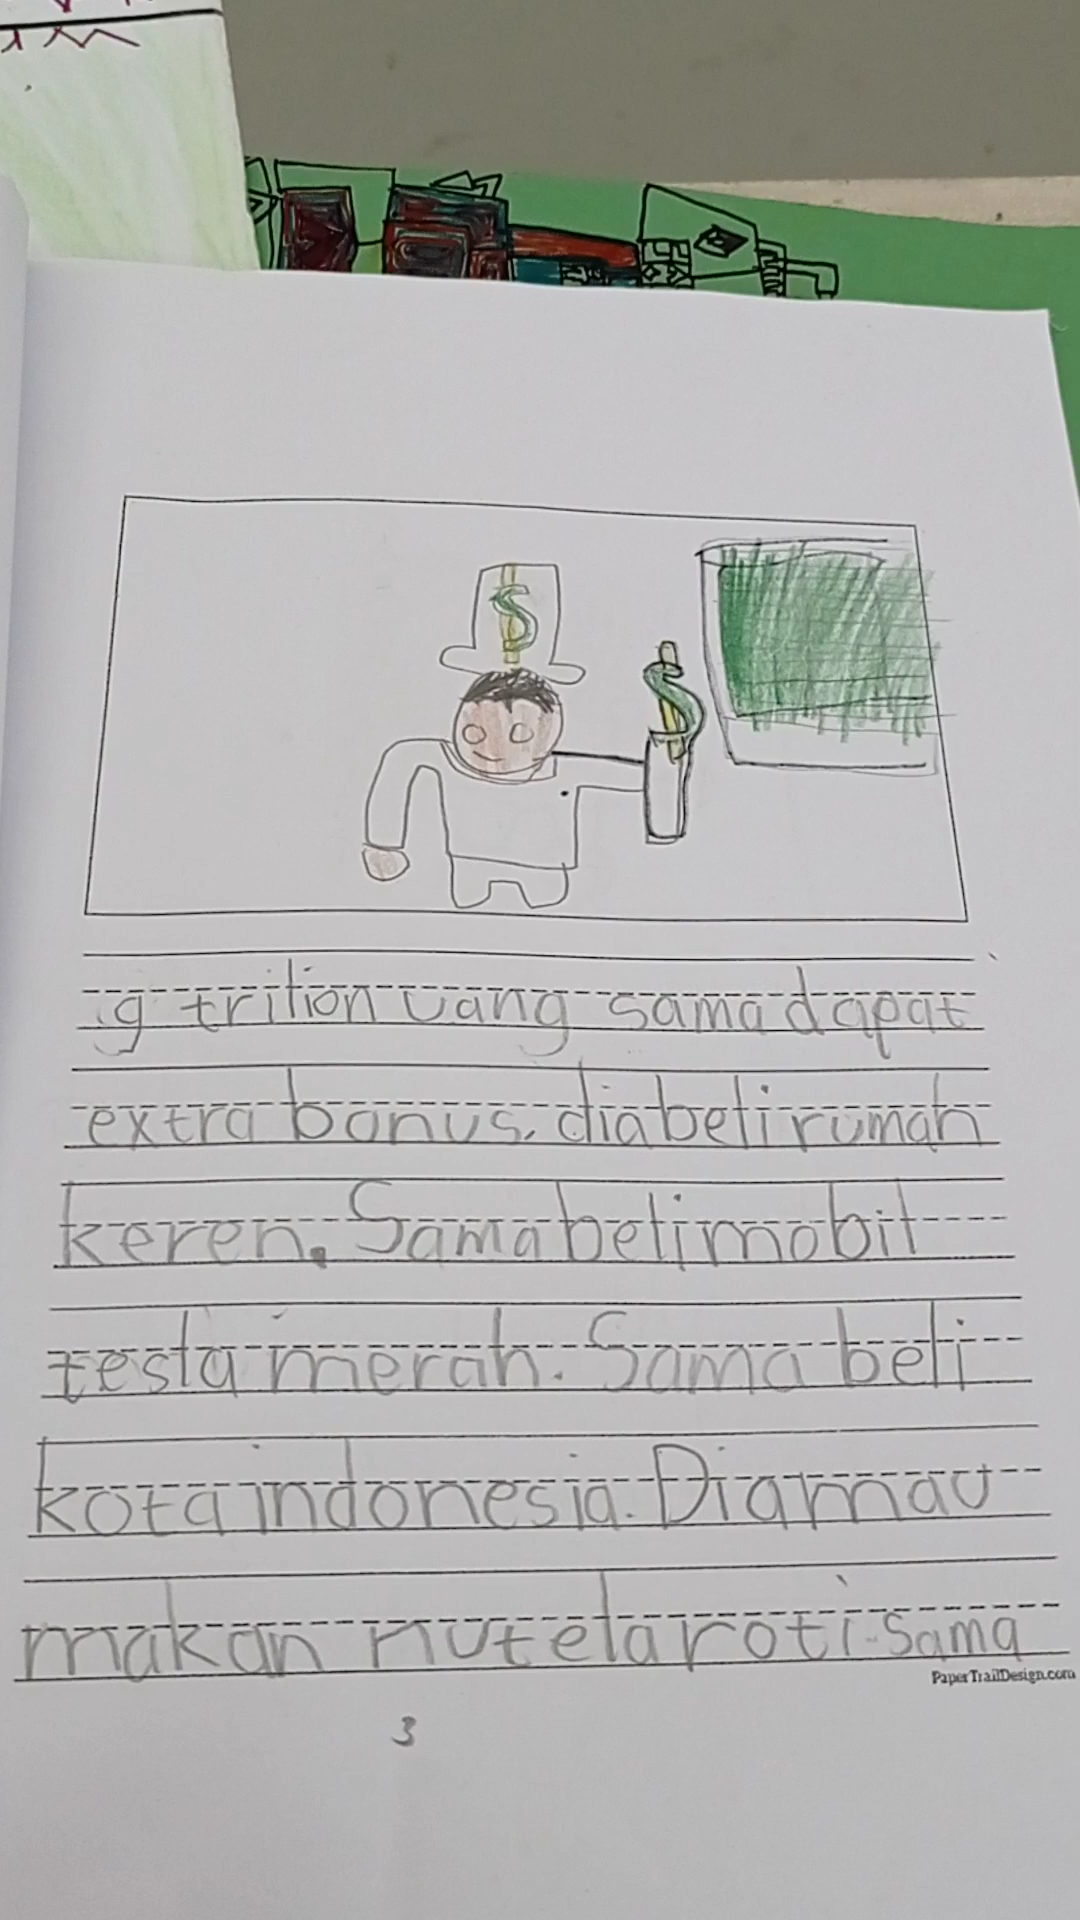 g trilion uang sama dapat
extra bonus. dia beli rumah
keren. Sama beli mobil
tesla merah. Sama beli
kota indonesia. Dia mau
makan nutela roti. Sama
PaperTrailDesign.com
3